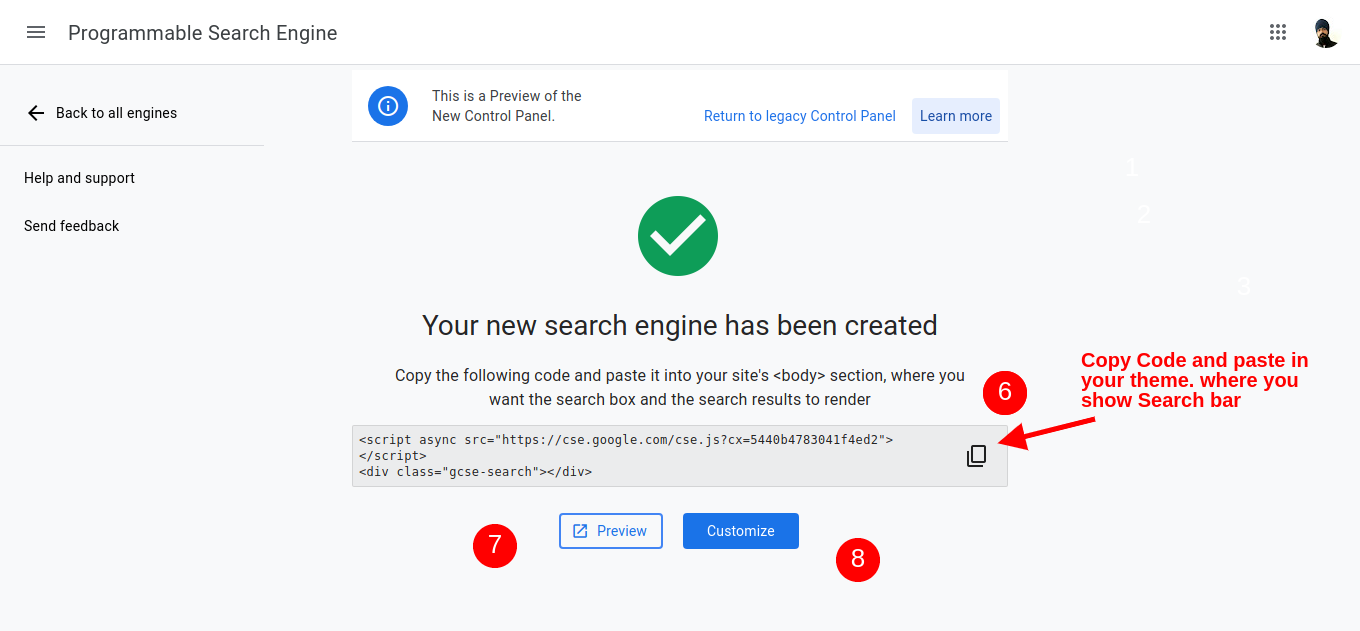 Programmable Search Engine
Back to all engines
Help and support
Send feedback
This is a Preview of the
New Control Panel.
Return to legacy Control Panel
Learn more
1
2
3
Your new search engine has been created
Copy the following code and paste it into your site's <body> section, where you
want the search box and the search results to render
6
Copy Code and paste in
your theme. where you
show Search bar
<script async src="https://cse.google.com/cse.js?cx=5440b4783041f4ed2">
</script>
<div class="gcse-search"></div>
7
Preview
Customize
8